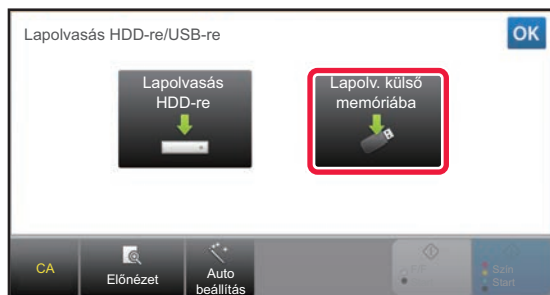 Lapolvasás HDD-re/USB-re
OK
Lapolvasás
HDD-re
Lapolv. külső
memóriába
CA
Előnézet
Auto
beállítás
Szín
Start